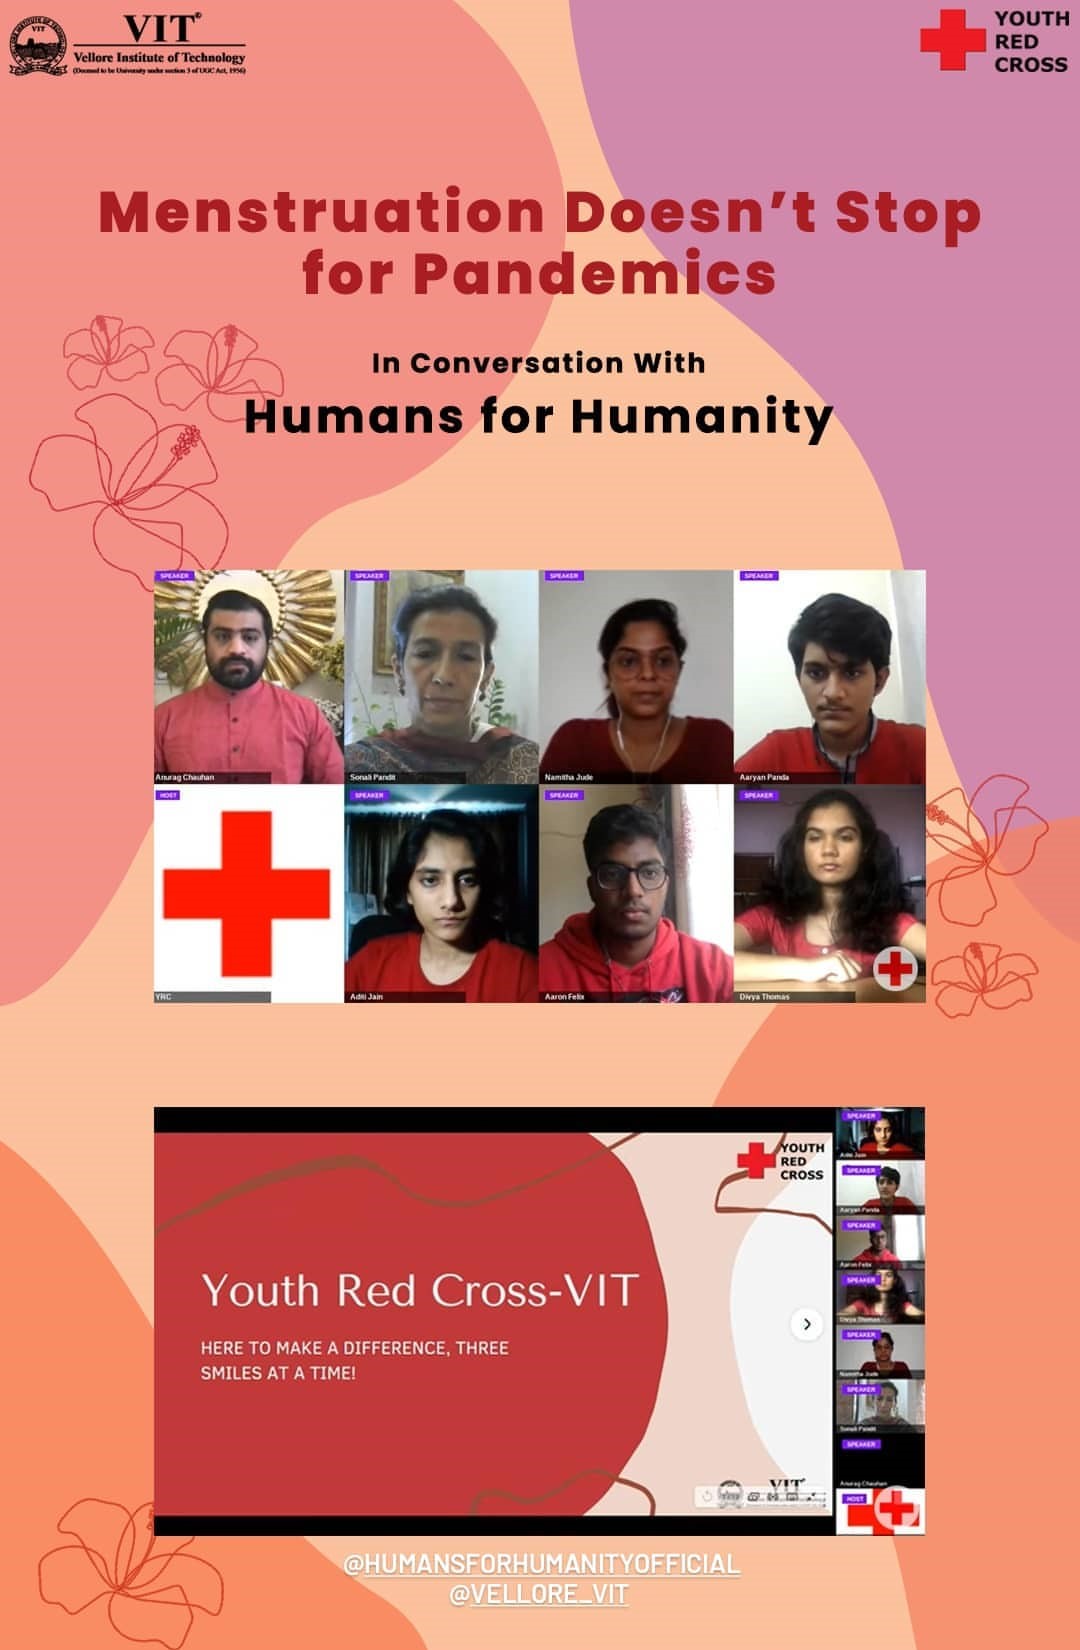 VIT®
Vellore Institute of Technology
(Deemed to be University under section 3 of UGC Act, 1956)
YOUTH
RED
CROSS
Menstruation Doesn’t Stop
for Pandemics
In Conversation With
Humans for Humanity
SPEAKER
SPEAKER
SPEAKER
SPEAKER
Anurag Chauhan
Sonali Pandit
Namitha Jude
Aaryan Panda
HOST
SPEAKER
SPEAKER
SPEAKER
YRC
Aditi Jain
Aaron Felix
Divya Thomas
YOUTH
RED
CROSS
Youth Red Cross-VIT
HERE TO MAKE A DIFFERENCE, THREE
SMILES AT A TIME!
VIT
SPEAKER
Aditi Jain
SPEAKER
Aaryan Panda
SPEAKER
Aaron Felix
SPEAKER
Divya Thomas
SPEAKER
Namitha Jude
SPEAKER
Sonali Pandit
SPEAKER
Anurag Chauhan
HOST
@HUMANSFORHUMANITYOFFICIAL
@VELLORE_VIT